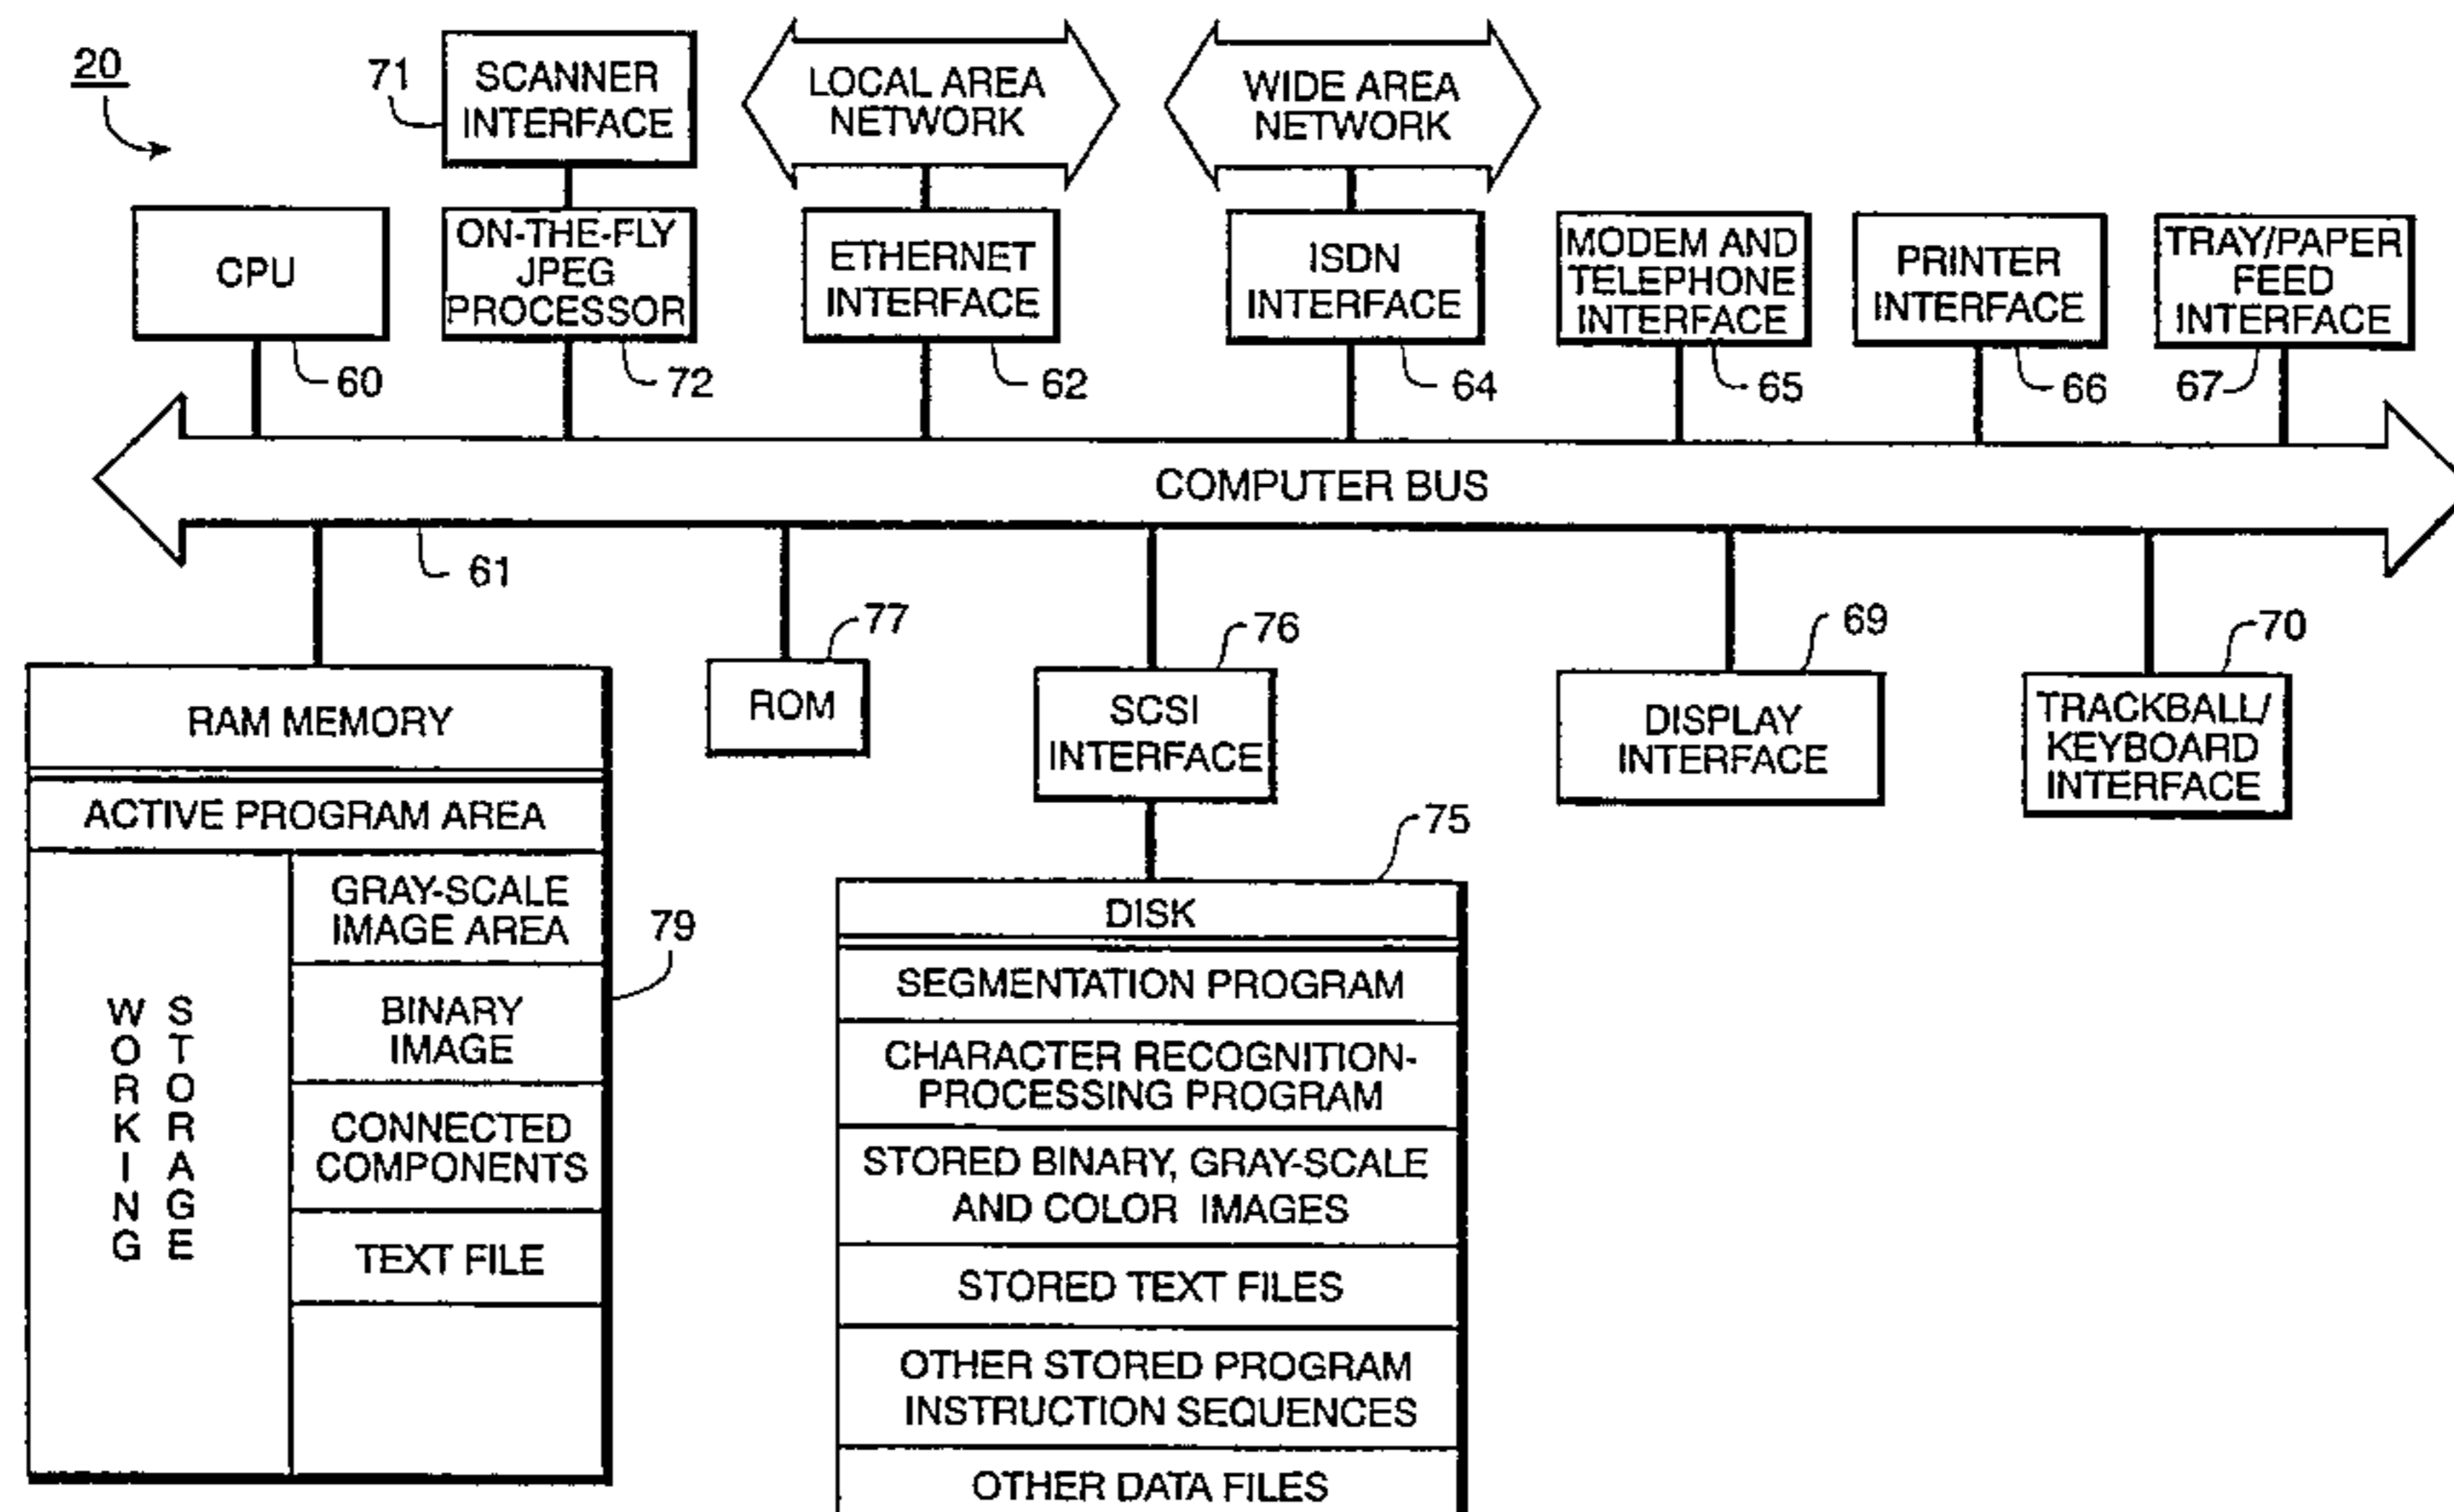 20
71
SCANNER
INTERFACE
LOCAL AREA
NETWORK
WIDE AREA
NETWORK
CPU
ON-THE-FLY
JPEG
PROCESSOR
ETHERNET
INTERFACE
ISDN
INTERFACE
MODEM AND
TELEPHONE
INTERFACE
PRINTER
INTERFACE
TRAY/PAPER
FEED
INTERFACE
60
72
62
64
65
66
67
COMPUTER BUS
61
77
76
69
70
RAM MEMORY
ROM
SCSI
INTERFACE
DISPLAY
INTERFACE
TRACKBALL/
KEYBOARD
INTERFACE
ACTIVE PROGRAM AREA
WORKING
STORAGE
GRAY-SCALE
IMAGE AREA
79
BINARY
IMAGE
CONNECTED
COMPONENTS
TEXT FILE
75
DISK
SEGMENTATION PROGRAM
CHARACTER RECOGNITION-
PROCESSING PROGRAM
STORED BINARY, GRAY-SCALE
AND COLOR IMAGES
STORED TEXT FILES
OTHER STORED PROGRAM
INSTRUCTION SEQUENCES
OTHER DATA FILES